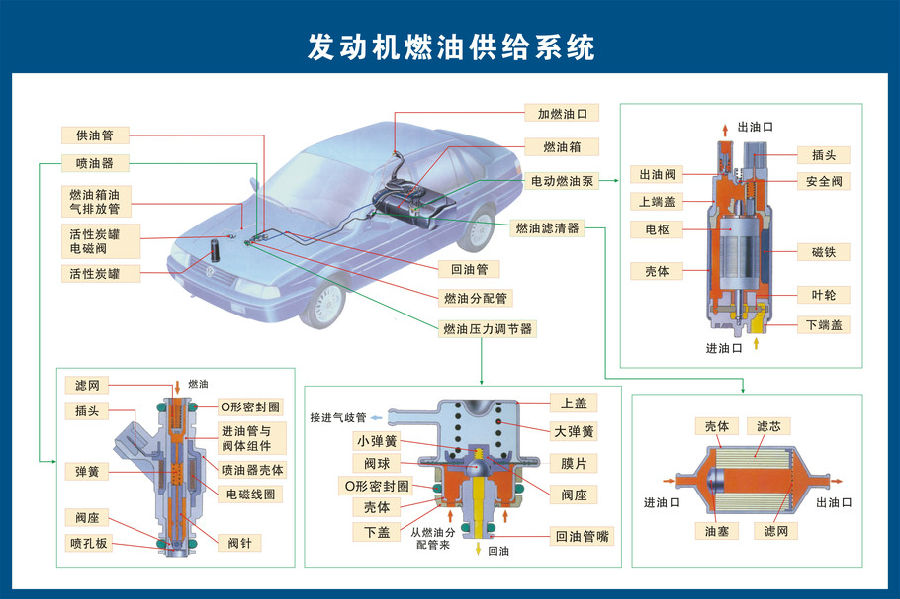 发动机燃油供给系统
供油管
喷油器
燃油箱油
气排放管
活性炭罐
电磁阀
活性炭罐
加燃油口
燃油箱
电动燃油泵
燃油滤清器
回油管
燃油分配管
燃油压力调节器
出油口
出油阀
插头
上端盖
安全阀
电枢
磁铁
壳体
叶轮
下端盖
进油口
滤网
燃油
插头
O形密封圈
进油管与
阀体组件
弹簧
喷油器壳体
电磁线圈
阀座
喷孔板
阀针
接进气歧管
上盖
小弹簧
大弹簧
阀球
膜片
O形密封圈
阀座
壳体
下盖
从燃油分
配管来
回油
回油管嘴
壳体
滤芯
进油口
出油口
油塞
滤网